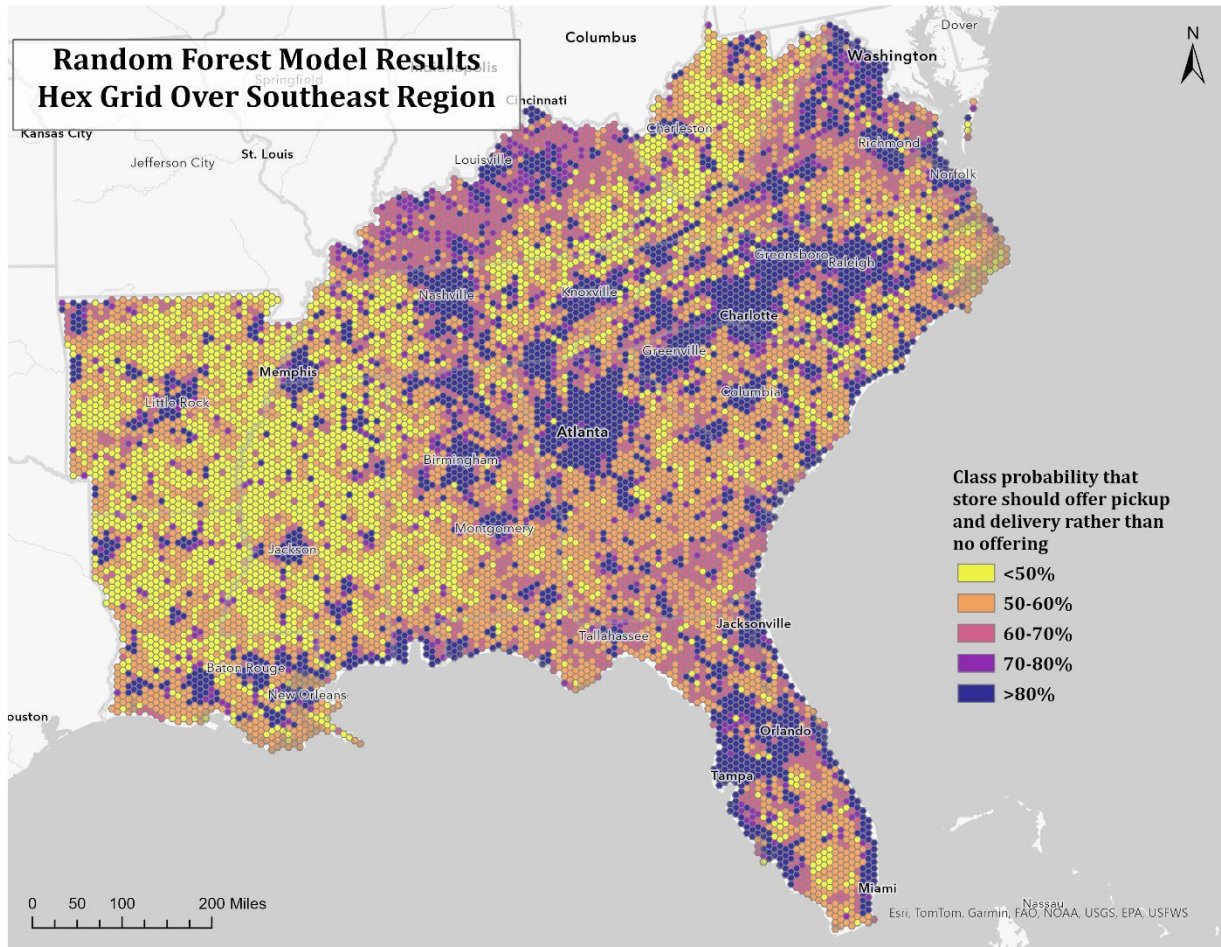 Random Forest Model Results
Hex Grid Over Southeast Region
Springfield
Indianapolis
Columbus
Dover
Washington
N
Cincinnati
Kansas City
Jefferson City
St. Louis
Louisville
Charleston
Richmond
Norfolk
Nashville
Knoxville
Greensboro
Raleigh
Charlotte
Greenville
Memphis
Little Rock
Columbia
Atlanta
Birmingham
Montgomery
Jackson
Class probability that
store should offer pickup
and delivery rather than
no offering
<50%
50-60%
60-70%
70-80%
>80%
Jacksonville
Tallahassee
Baton Rouge
New Orleans
ouston
Orlando
Tampa
Miami
Nassau
0 50 100 200 Miles
Esri, TomTom, Garmin, FAO, NOAA, USGS, EPA, USFWS